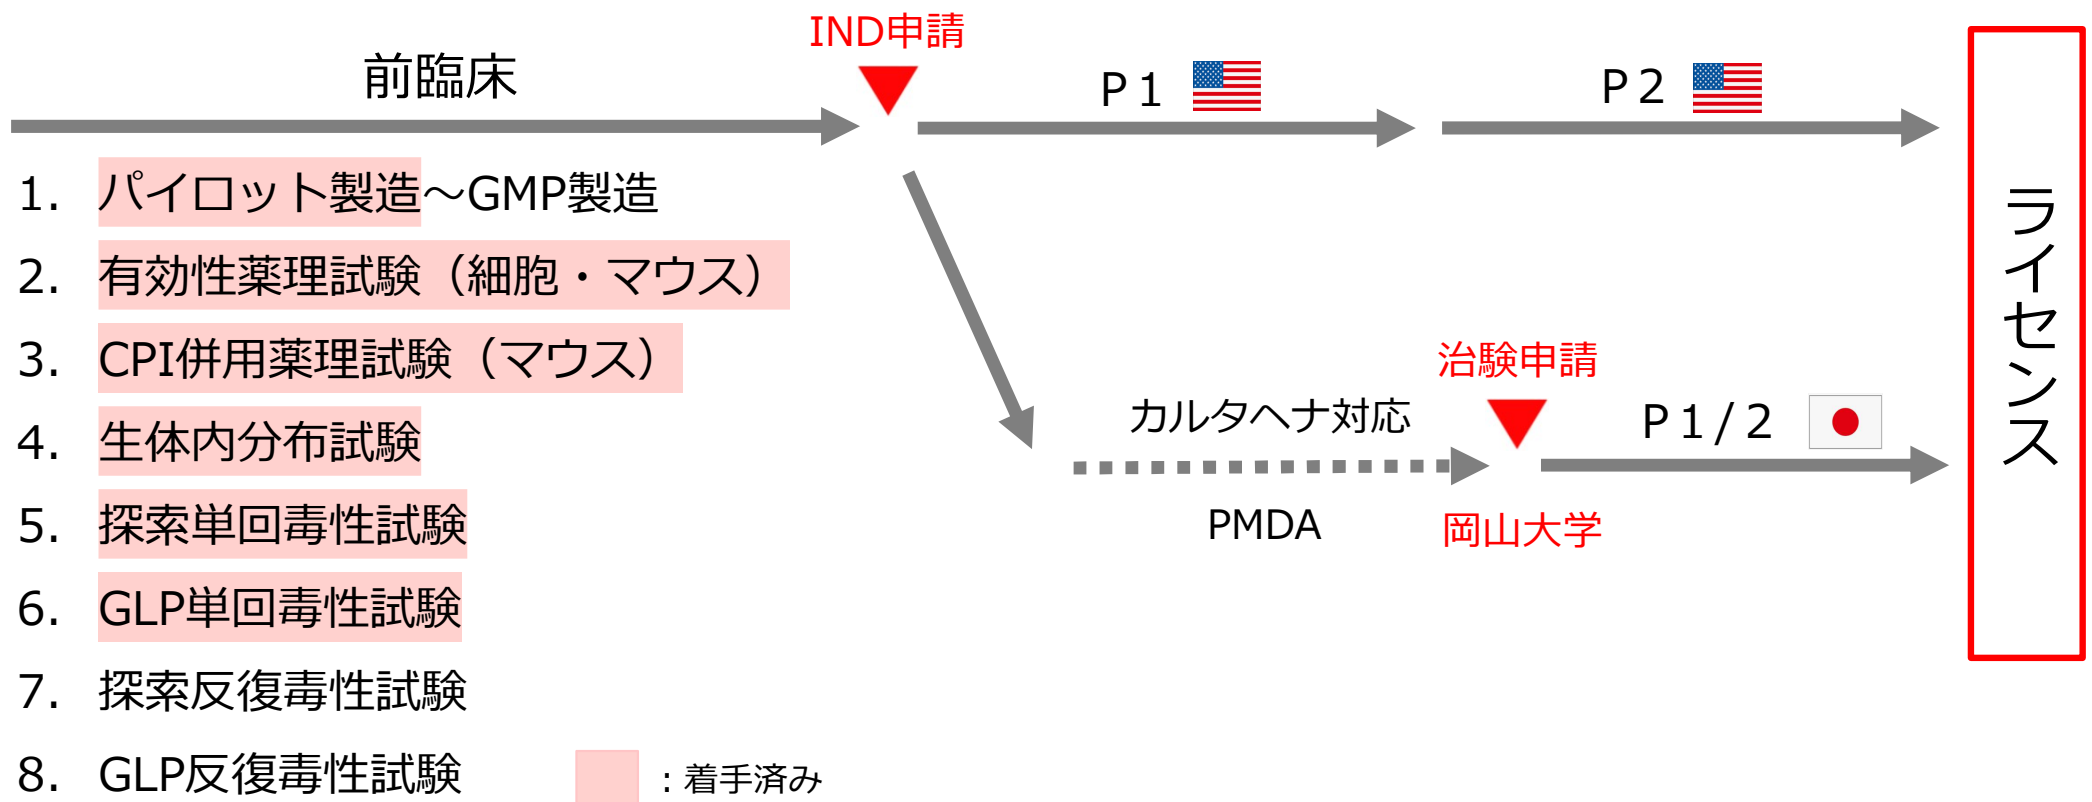 IND申請
前臨床
P1
P2
1. パイロット製造～GMP製造
2. 有効性薬理試験（細胞・マウス）
3. CPI併用薬理試験（マウス）
4. 生体内分布試験
5. 探索単回毒性試験
6. GLP単回毒性試験
7. 探索反復毒性試験
8. GLP反復毒性試験
：着手済み
カルタヘナ対応
PMDA
治験申請
岡山大学
P1/2
ライセンス